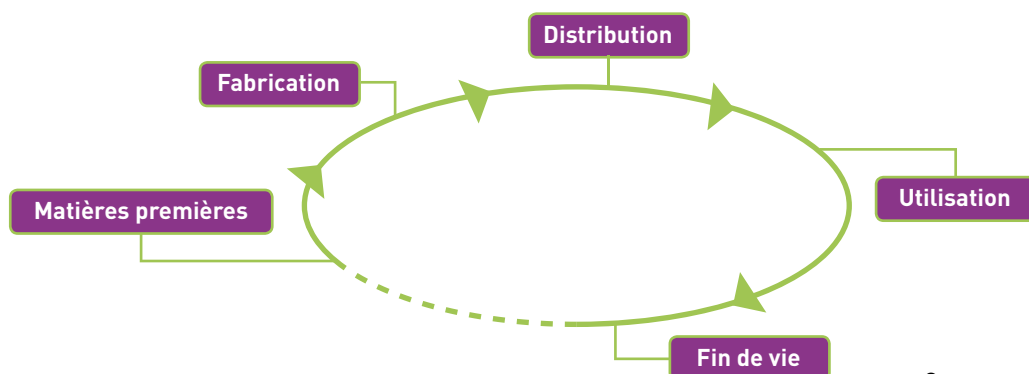 Distribution
Fabrication
Utilisation
Matières premières
Fin de vie